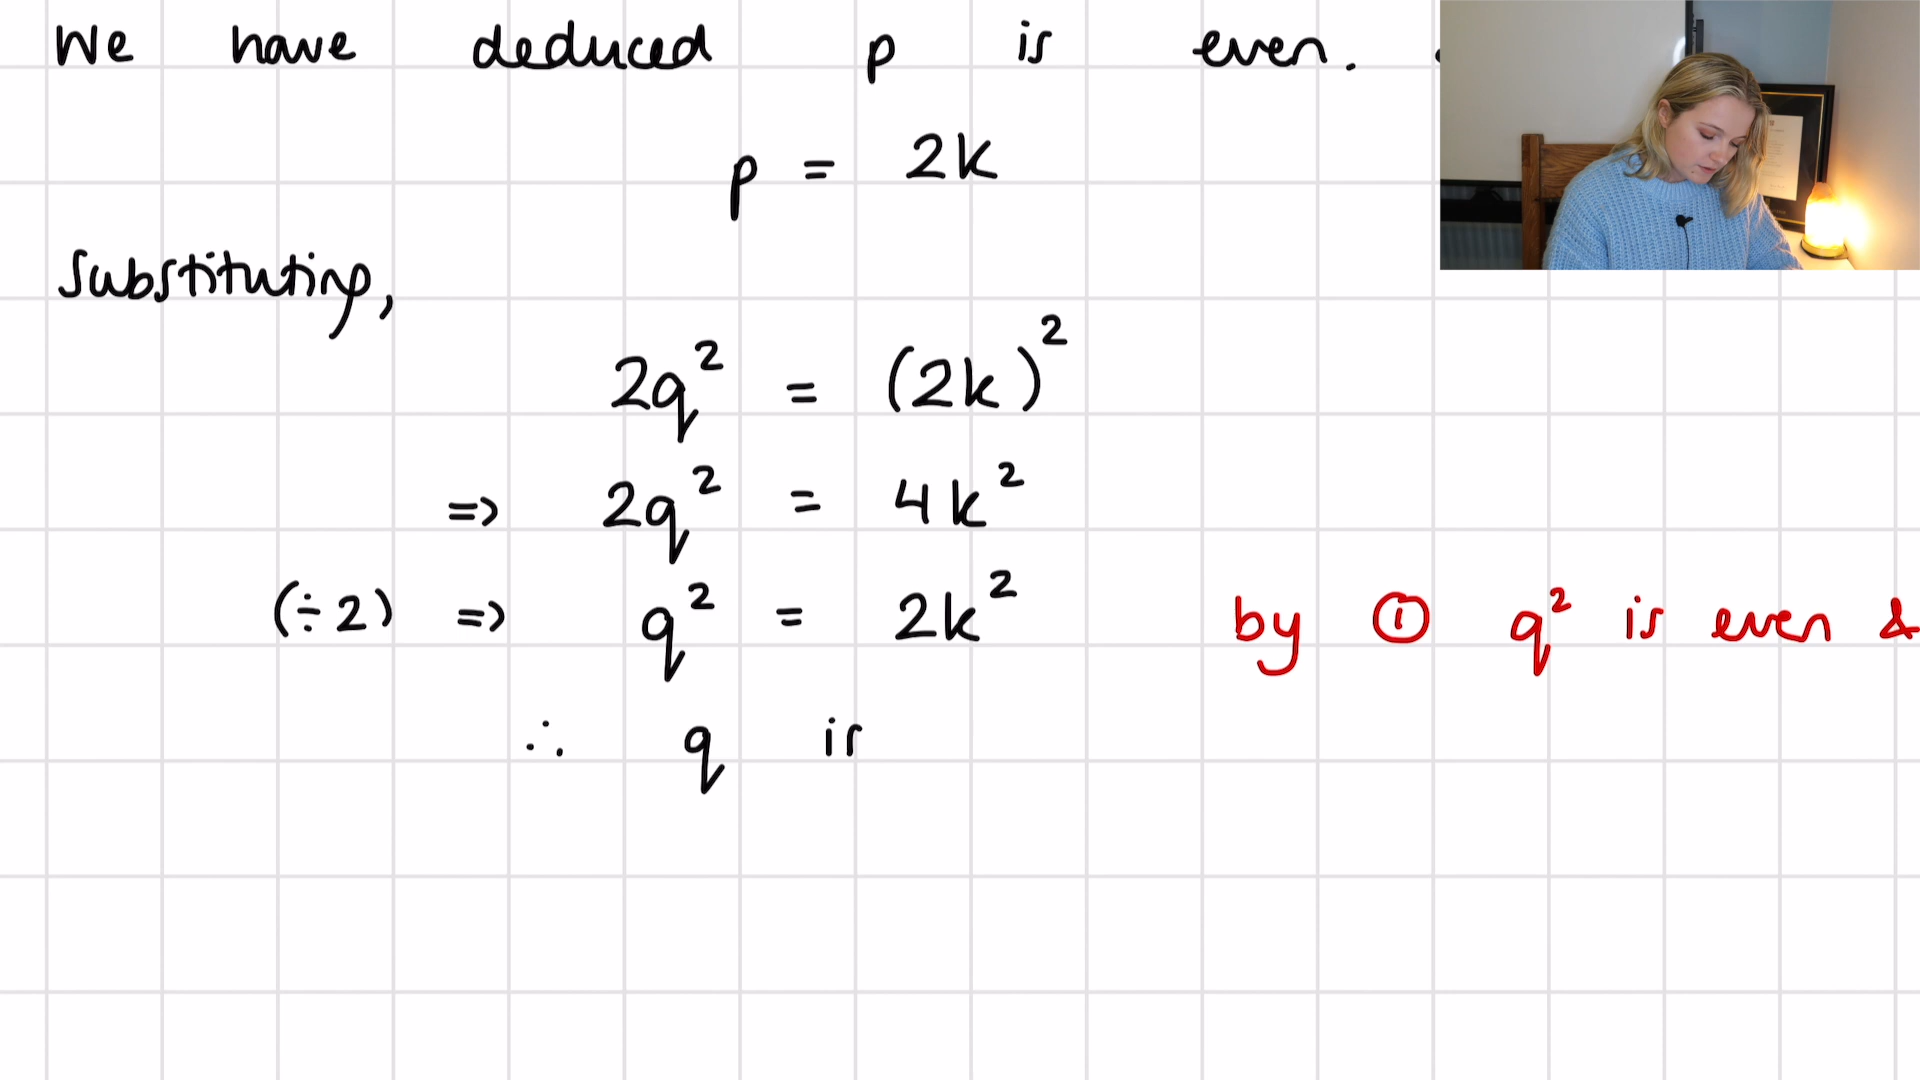 We have deduced p is even.
p = 2k
Substituting,
2q² = (2k)²
=> 2q² = 4k²
(÷2) => q² = 2k² by ① q² is even &
∴ q is